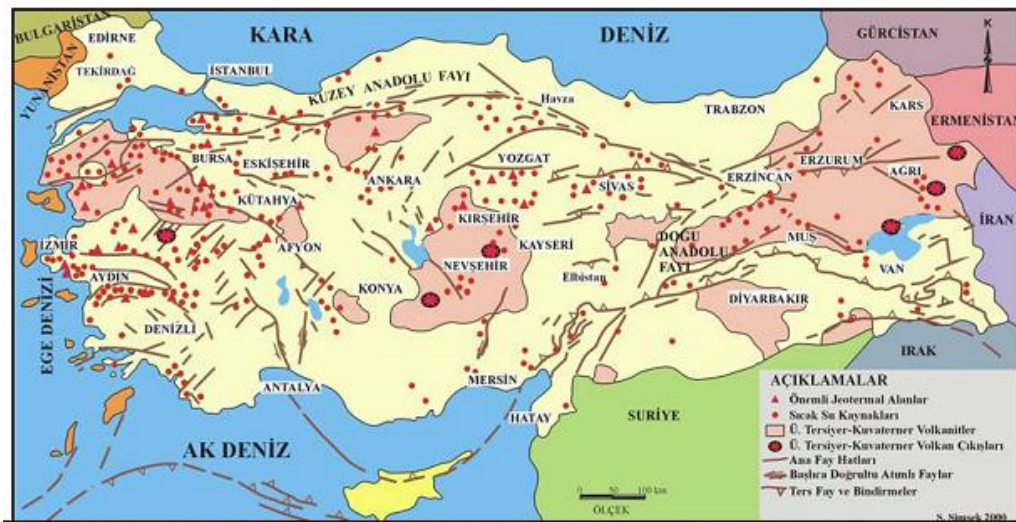 BULGARİSTAN
EDİRNE
KARA
DENİZ
GÜRCİSTAN
K
YUNANİSTAN
TEKİRDAĞ
İSTANBUL
KUZEY ANADOLU FAYI
Havza
TRABZON
KARS
ERMENİSTAN
BURSA
ESKİŞEHİR
ANKARA
YOZGAT
SİVAS
ERZİNCAN
ERZURUM
AĞRI
KÜTAHYA
KIRŞEHİR
İRAN
İZMİR
AFYON
KAYSERİ
DOĞU
ANADOLU
FAYI
MUŞ
NEVŞEHİR
VAN
AYDIN
KONYA
Elbistan
DİYARBAKIR
EGE DENİZİ
DENİZLİ
IRAK
ANTALYA
MERSİN
HATAY
SURİYE
AK DENİZ
AÇIKLAMALAR
Önemli Jeotermal Alanlar
Sıcak Su Kaynakları
Ü. Tersiyer-Kuvaterner Volkanitler
Ü. Tersiyer-Kuvaterner Volkan Çıkışları
Ana Fay Hatları
Başlıca Doğrultu Atımlı Faylar
Ters Fay ve Bindirmeler
0 50 100 km
ÖLÇEK
S. Şimşek 2000